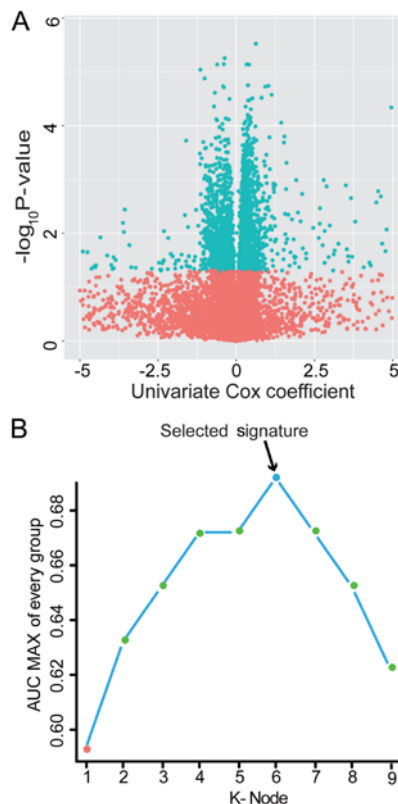 A
6
4
2
0
-log10P-value
-5
-2.5
0
2.5
5
Univariate Cox coefficient
B
Selected signature
0.68
0.66
0.64
0.62
0.60
AUC MAX of every group
1 2 3 4 5 6 7 8 9
K- Node